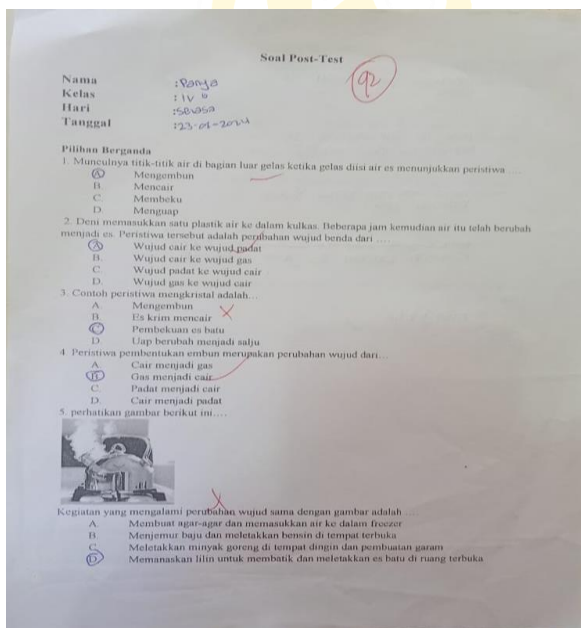 Soal Post-Test
92
Nama :Panja
Kelas : IV b
Hari :Selasa
Tanggal :23-01-2024
Pilihan Berganda
1. Munculnya titik-titik air di bagian luar gelas ketika gelas diisi air es menunjukkan peristiwa ....
A Mengembun
B. Mencair
C. Membeku
D. Menguap
2. Deni memasukkan satu plastik air ke dalam kulkas. Beberapa jam kemudian air itu telah berubah
menjadi es. Peristiwa tersebut adalah perubahan wujud benda dari ....
A Wujud cair ke wujud padat
B. Wujud cair ke wujud gas
C. Wujud padat ke wujud cair
D. Wujud gas ke wujud cair
3. Contoh peristiwa mengkristal adalah...
A. Mengembun
B. Es krim mencair
C Pembekuan es batu
D. Uap berubah menjadi salju
4. Peristiwa pembentukan embun merupakan perubahan wujud dari...
A. Cair menjadi gas
B Gas menjadi cair
C. Padat menjadi cair
D. Cair menjadi padat
5. perhatikan gambar berikut ini....
Kegiatan yang mengalami perubahan wujud sama dengan gambar adalah ....
A. Membuat agar-agar dan memasukkan air ke dalam freezer
B. Menjemur baju dan meletakkan bensin di tempat terbuka
C. Meletakkan minyak goreng di tempat dingin dan pembuatan garam
D. Memanaskan lilin untuk membatik dan meletakkan es batu di ruang terbuka